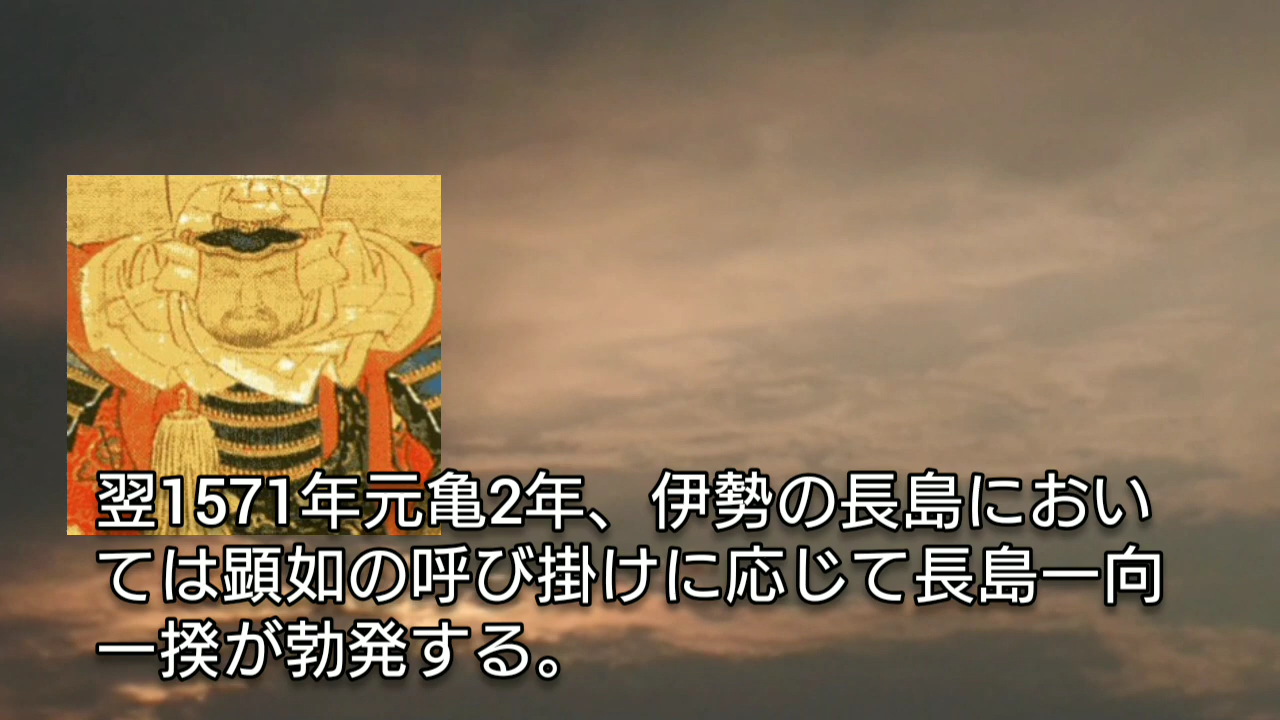 翌1571年元亀2年、伊勢の長島におい
ては顕如の呼び掛けに応じて長島一向
一揆が勃発する。